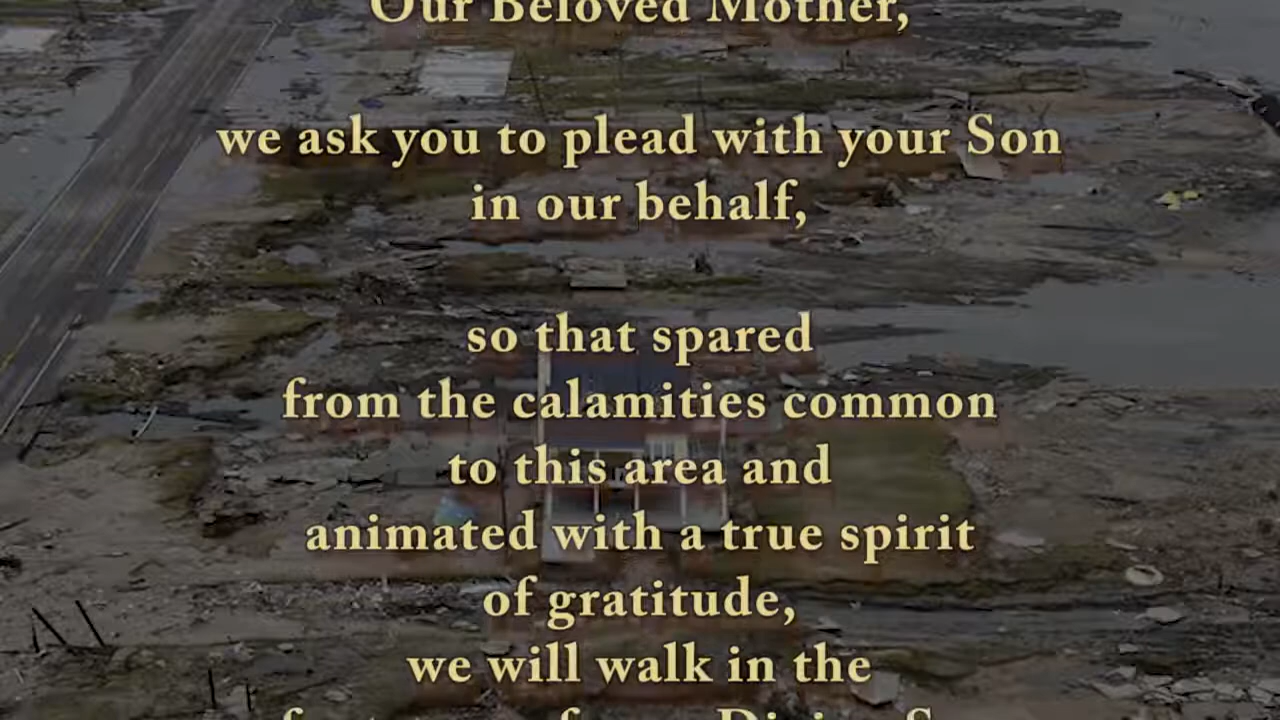 Our Beloved Mother,
we ask you to plead with your Son
in our behalf,
so that spared
from the calamities common
to this area and
animated with a true spirit
of gratitude,
we will walk in the